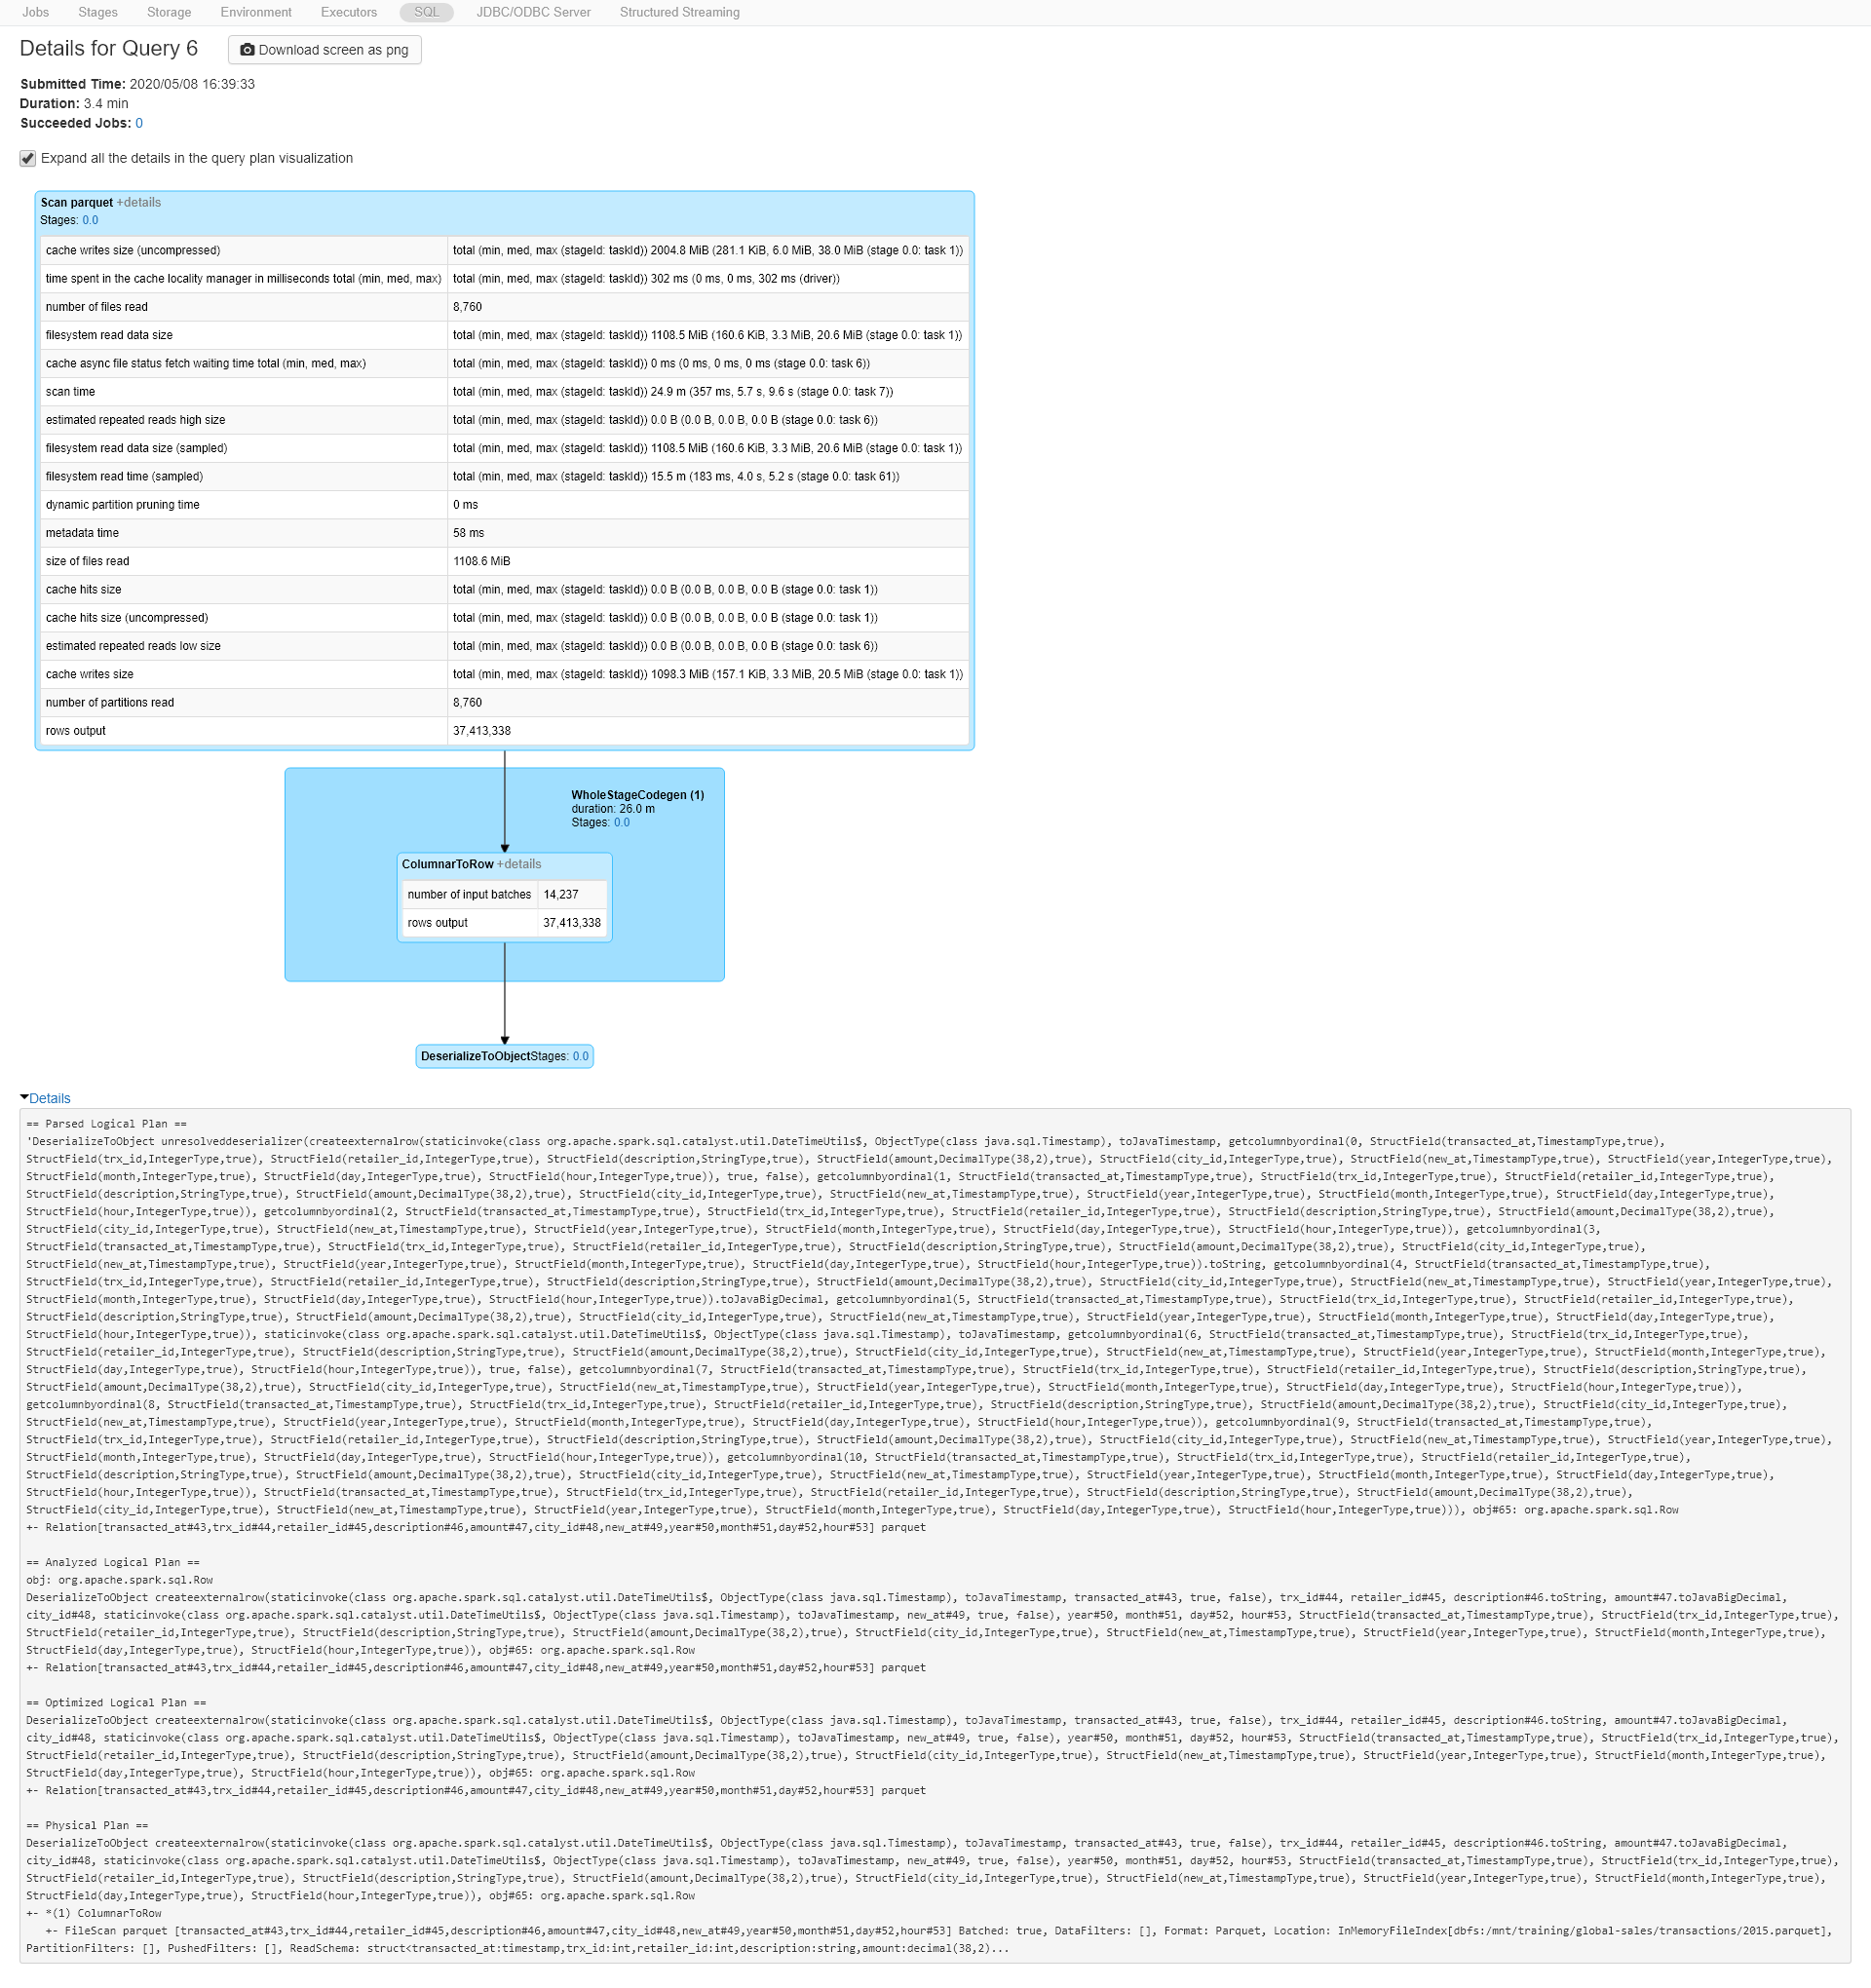 Jobs Stages Storage Environment Executors SQL JDBC/ODBC Server Structured Streaming
Details for Query 6 Download screen as png
Submitted Time: 2020/05/08 16:39:33
Duration: 3.4 min
Succeeded Jobs: 0
Expand all the details in the query plan visualization
Scan parquet +details
Stages: 0.0
cache writes size (uncompressed) total (min, med, max (stageId: taskId)) 2004.8 MiB (281.1 KiB, 6.0 MiB, 38.0 MiB (stage 0.0: task 1))
time spent in the cache locality manager in milliseconds total (min, med, max) total (min, med, max (stageId: taskId)) 302 ms (0 ms, 0 ms, 302 ms (driver))
number of files read 8,760
filesystem read data size total (min, med, max (stageId: taskId)) 1108.5 MiB (160.6 KiB, 3.3 MiB, 20.6 MiB (stage 0.0: task 1))
cache async file status fetch waiting time total (min, med, max) total (min, med, max (stageId: taskId)) 0 ms (0 ms, 0 ms, 0 ms (stage 0.0: task 6))
scan time total (min, med, max (stageId: taskId)) 24.9 m (357 ms, 5.7 s, 9.6 s (stage 0.0: task 7))
estimated repeated reads high size total (min, med, max (stageId: taskId)) 0.0 B (0.0 B, 0.0 B, 0.0 B (stage 0.0: task 6))
filesystem read data size (sampled) total (min, med, max (stageId: taskId)) 1108.5 MiB (160.6 KiB, 3.3 MiB, 20.6 MiB (stage 0.0: task 1))
filesystem read time (sampled) total (min, med, max (stageId: taskId)) 15.5 m (183 ms, 4.0 s, 5.2 s (stage 0.0: task 61))
dynamic partition pruning time 0 ms
metadata time 58 ms
size of files read 1108.6 MiB
cache hits size total (min, med, max (stageId: taskId)) 0.0 B (0.0 B, 0.0 B, 0.0 B (stage 0.0: task 1))
cache hits size (uncompressed) total (min, med, max (stageId: taskId)) 0.0 B (0.0 B, 0.0 B, 0.0 B (stage 0.0: task 1))
estimated repeated reads low size total (min, med, max (stageId: taskId)) 0.0 B (0.0 B, 0.0 B, 0.0 B (stage 0.0: task 6))
cache writes size total (min, med, max (stageId: taskId)) 1098.3 MiB (157.1 KiB, 3.3 MiB, 20.5 MiB (stage 0.0: task 1))
number of partitions read 8,760
rows output 37,413,338
WholeStageCodegen (1)
duration: 26.0 m
Stages: 0.0
ColumnarToRow +details
number of input batches 14,237
rows output 37,413,338
DeserializeToObjectStages: 0.0
Details
== Parsed Logical Plan ==
'DeserializeToObject unresolveddeserializer(createexternalrow(staticinvoke(class org.apache.spark.sql.catalyst.util.DateTimeUtils$, ObjectType(class java.sql.Timestamp), toJavaTimestamp, getcolumnbyordinal(0, StructField(transacted_at,TimestampType,true),
StructField(trx_id,IntegerType,true), StructField(retailer_id,IntegerType,true), StructField(description,StringType,true), StructField(amount,DecimalType(38,2),true), StructField(city_id,IntegerType,true), StructField(new_at,TimestampType,true), StructField(year,IntegerType,true),
StructField(month,IntegerType,true), StructField(day,IntegerType,true), StructField(hour,IntegerType,true)), true, false), getcolumnbyordinal(1, StructField(transacted_at,TimestampType,true), StructField(trx_id,IntegerType,true), StructField(retailer_id,IntegerType,true),
StructField(description,StringType,true), StructField(amount,DecimalType(38,2),true), StructField(city_id,IntegerType,true), StructField(new_at,TimestampType,true), StructField(year,IntegerType,true), StructField(month,IntegerType,true), StructField(day,IntegerType,true),
StructField(hour,IntegerType,true)), getcolumnbyordinal(2, StructField(transacted_at,TimestampType,true), StructField(trx_id,IntegerType,true), StructField(retailer_id,IntegerType,true), StructField(description,StringType,true), StructField(amount,DecimalType(38,2),true),
StructField(city_id,IntegerType,true), StructField(new_at,TimestampType,true), StructField(year,IntegerType,true), StructField(month,IntegerType,true), StructField(day,IntegerType,true), StructField(hour,IntegerType,true)), getcolumnbyordinal(3,
StructField(transacted_at,TimestampType,true), StructField(trx_id,IntegerType,true), StructField(retailer_id,IntegerType,true), StructField(description,StringType,true), StructField(amount,DecimalType(38,2),true), StructField(city_id,IntegerType,true),
StructField(new_at,TimestampType,true), StructField(year,IntegerType,true), StructField(month,IntegerType,true), StructField(day,IntegerType,true), StructField(hour,IntegerType,true)).toString, getcolumnbyordinal(4, StructField(transacted_at,TimestampType,true),
StructField(trx_id,IntegerType,true), StructField(retailer_id,IntegerType,true), StructField(description,StringType,true), StructField(amount,DecimalType(38,2),true), StructField(city_id,IntegerType,true), StructField(new_at,TimestampType,true), StructField(year,IntegerType,true),
StructField(month,IntegerType,true), StructField(day,IntegerType,true), StructField(hour,IntegerType,true)).toJavaBigDecimal, getcolumnbyordinal(5, StructField(transacted_at,TimestampType,true), StructField(trx_id,IntegerType,true), StructField(retailer_id,IntegerType,true),
StructField(description,StringType,true), StructField(amount,DecimalType(38,2),true), StructField(city_id,IntegerType,true), StructField(new_at,TimestampType,true), StructField(year,IntegerType,true), StructField(month,IntegerType,true), StructField(day,IntegerType,true),
StructField(hour,IntegerType,true)), staticinvoke(class org.apache.spark.sql.catalyst.util.DateTimeUtils$, ObjectType(class java.sql.Timestamp), toJavaTimestamp, getcolumnbyordinal(6, StructField(transacted_at,TimestampType,true), StructField(trx_id,IntegerType,true),
StructField(retailer_id,IntegerType,true), StructField(description,StringType,true), StructField(amount,DecimalType(38,2),true), StructField(city_id,IntegerType,true), StructField(new_at,TimestampType,true), StructField(year,IntegerType,true), StructField(month,IntegerType,true),
StructField(day,IntegerType,true), StructField(hour,IntegerType,true)), true, false), getcolumnbyordinal(7, StructField(transacted_at,TimestampType,true), StructField(trx_id,IntegerType,true), StructField(retailer_id,IntegerType,true), StructField(description,StringType,true),
StructField(amount,DecimalType(38,2),true), StructField(city_id,IntegerType,true), StructField(new_at,TimestampType,true), StructField(year,IntegerType,true), StructField(month,IntegerType,true), StructField(day,IntegerType,true), StructField(hour,IntegerType,true)),
getcolumnbyordinal(8, StructField(transacted_at,TimestampType,true), StructField(trx_id,IntegerType,true), StructField(retailer_id,IntegerType,true), StructField(description,StringType,true), StructField(amount,DecimalType(38,2),true), StructField(city_id,IntegerType,true),
StructField(new_at,TimestampType,true), StructField(year,IntegerType,true), StructField(month,IntegerType,true), StructField(day,IntegerType,true), StructField(hour,IntegerType,true)), getcolumnbyordinal(9, StructField(transacted_at,TimestampType,true),
StructField(trx_id,IntegerType,true), StructField(retailer_id,IntegerType,true), StructField(description,StringType,true), StructField(amount,DecimalType(38,2),true), StructField(city_id,IntegerType,true), StructField(new_at,TimestampType,true), StructField(year,IntegerType,true),
StructField(month,IntegerType,true), StructField(day,IntegerType,true), StructField(hour,IntegerType,true)), getcolumnbyordinal(10, StructField(transacted_at,TimestampType,true), StructField(trx_id,IntegerType,true), StructField(retailer_id,IntegerType,true),
StructField(description,StringType,true), StructField(amount,DecimalType(38,2),true), StructField(city_id,IntegerType,true), StructField(new_at,TimestampType,true), StructField(year,IntegerType,true), StructField(month,IntegerType,true), StructField(day,IntegerType,true),
StructField(hour,IntegerType,true)), StructField(transacted_at,TimestampType,true), StructField(trx_id,IntegerType,true), StructField(retailer_id,IntegerType,true), StructField(description,StringType,true), StructField(amount,DecimalType(38,2),true),
StructField(city_id,IntegerType,true), StructField(new_at,TimestampType,true), StructField(year,IntegerType,true), StructField(month,IntegerType,true), StructField(day,IntegerType,true), StructField(hour,IntegerType,true))), obj#65: org.apache.spark.sql.Row
+- Relation[transacted_at#43,trx_id#44,retailer_id#45,description#46,amount#47,city_id#48,new_at#49,year#50,month#51,day#52,hour#53] parquet
== Analyzed Logical Plan ==
obj: org.apache.spark.sql.Row
DeserializeToObject createexternalrow(staticinvoke(class org.apache.spark.sql.catalyst.util.DateTimeUtils$, ObjectType(class java.sql.Timestamp), toJavaTimestamp, transacted_at#43, true, false), trx_id#44, retailer_id#45, description#46.toString, amount#47.toJavaBigDecimal,
city_id#48, staticinvoke(class org.apache.spark.sql.catalyst.util.DateTimeUtils$, ObjectType(class java.sql.Timestamp), toJavaTimestamp, new_at#49, true, false), year#50, month#51, day#52, hour#53, StructField(transacted_at,TimestampType,true), StructField(trx_id,IntegerType,true),
StructField(retailer_id,IntegerType,true), StructField(description,StringType,true), StructField(amount,DecimalType(38,2),true), StructField(city_id,IntegerType,true), StructField(new_at,TimestampType,true), StructField(year,IntegerType,true), StructField(month,IntegerType,true),
StructField(day,IntegerType,true), StructField(hour,IntegerType,true)), obj#65: org.apache.spark.sql.Row
+- Relation[transacted_at#43,trx_id#44,retailer_id#45,description#46,amount#47,city_id#48,new_at#49,year#50,month#51,day#52,hour#53] parquet
== Optimized Logical Plan ==
DeserializeToObject createexternalrow(staticinvoke(class org.apache.spark.sql.catalyst.util.DateTimeUtils$, ObjectType(class java.sql.Timestamp), toJavaTimestamp, transacted_at#43, true, false), trx_id#44, retailer_id#45, description#46.toString, amount#47.toJavaBigDecimal,
city_id#48, staticinvoke(class org.apache.spark.sql.catalyst.util.DateTimeUtils$, ObjectType(class java.sql.Timestamp), toJavaTimestamp, new_at#49, true, false), year#50, month#51, day#52, hour#53, StructField(transacted_at,TimestampType,true), StructField(trx_id,IntegerType,true),
StructField(retailer_id,IntegerType,true), StructField(description,StringType,true), StructField(amount,DecimalType(38,2),true), StructField(city_id,IntegerType,true), StructField(new_at,TimestampType,true), StructField(year,IntegerType,true), StructField(month,IntegerType,true),
StructField(day,IntegerType,true), StructField(hour,IntegerType,true)), obj#65: org.apache.spark.sql.Row
+- Relation[transacted_at#43,trx_id#44,retailer_id#45,description#46,amount#47,city_id#48,new_at#49,year#50,month#51,day#52,hour#53] parquet
== Physical Plan ==
DeserializeToObject createexternalrow(staticinvoke(class org.apache.spark.sql.catalyst.util.DateTimeUtils$, ObjectType(class java.sql.Timestamp), toJavaTimestamp, transacted_at#43, true, false), trx_id#44, retailer_id#45, description#46.toString, amount#47.toJavaBigDecimal,
city_id#48, staticinvoke(class org.apache.spark.sql.catalyst.util.DateTimeUtils$, ObjectType(class java.sql.Timestamp), toJavaTimestamp, new_at#49, true, false), year#50, month#51, day#52, hour#53, StructField(transacted_at,TimestampType,true), StructField(trx_id,IntegerType,true),
StructField(retailer_id,IntegerType,true), StructField(description,StringType,true), StructField(amount,DecimalType(38,2),true), StructField(city_id,IntegerType,true), StructField(new_at,TimestampType,true), StructField(year,IntegerType,true), StructField(month,IntegerType,true),
StructField(day,IntegerType,true), StructField(hour,IntegerType,true)), obj#65: org.apache.spark.sql.Row
+- *(1) ColumnarToRow
+- FileScan parquet [transacted_at#43,trx_id#44,retailer_id#45,description#46,amount#47,city_id#48,new_at#49,year#50,month#51,day#52,hour#53] Batched: true, DataFilters: [], Format: Parquet, Location: InMemoryFileIndex[dbfs:/mnt/training/global-sales/transactions/2015.parquet],
PartitionFilters: [], PushedFilters: [], ReadSchema: struct<transacted_at:timestamp,trx_id:int,retailer_id:int,description:string,amount:decimal(38,2)...